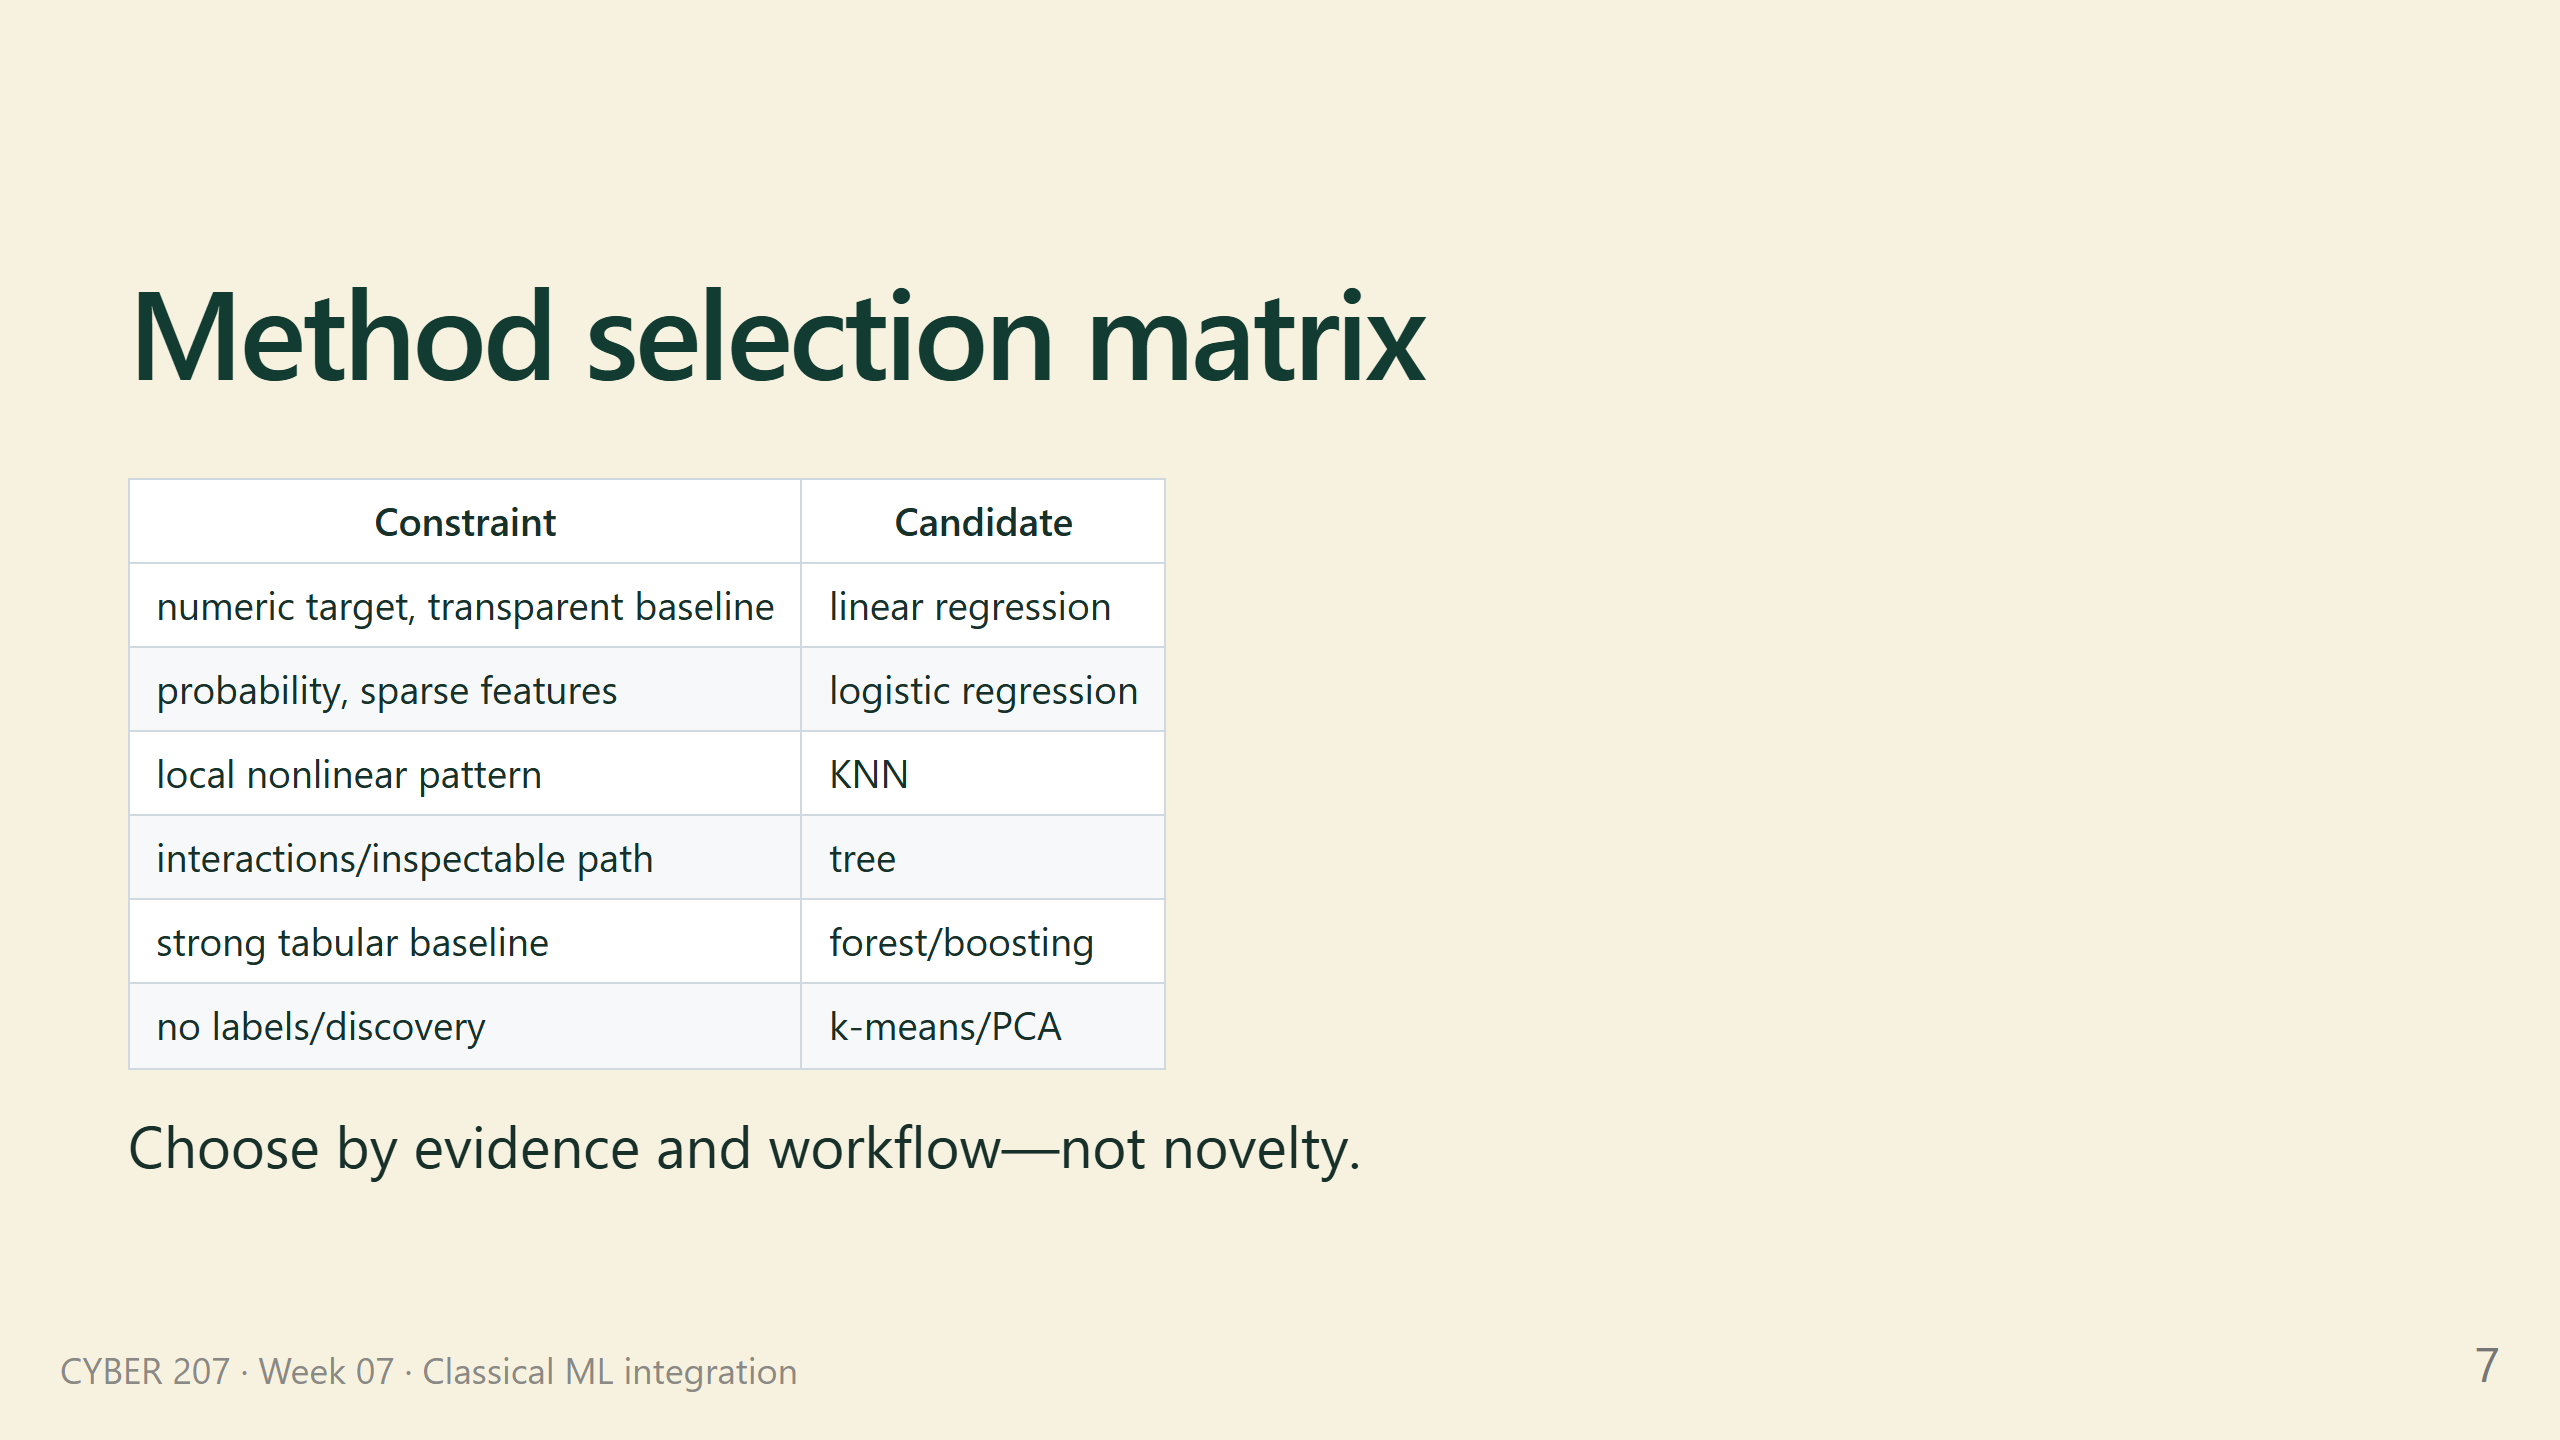 Method selection matrix
Constraint Candidate
numeric target, transparent baseline linear regression
probability, sparse features logistic regression
local nonlinear pattern KNN
interactions/inspectable path tree
strong tabular baseline forest/boosting
no labels/discovery k-means/PCA
Choose by evidence and workflow—not novelty.
CYBER 207 · Week 07 · Classical ML integration 7